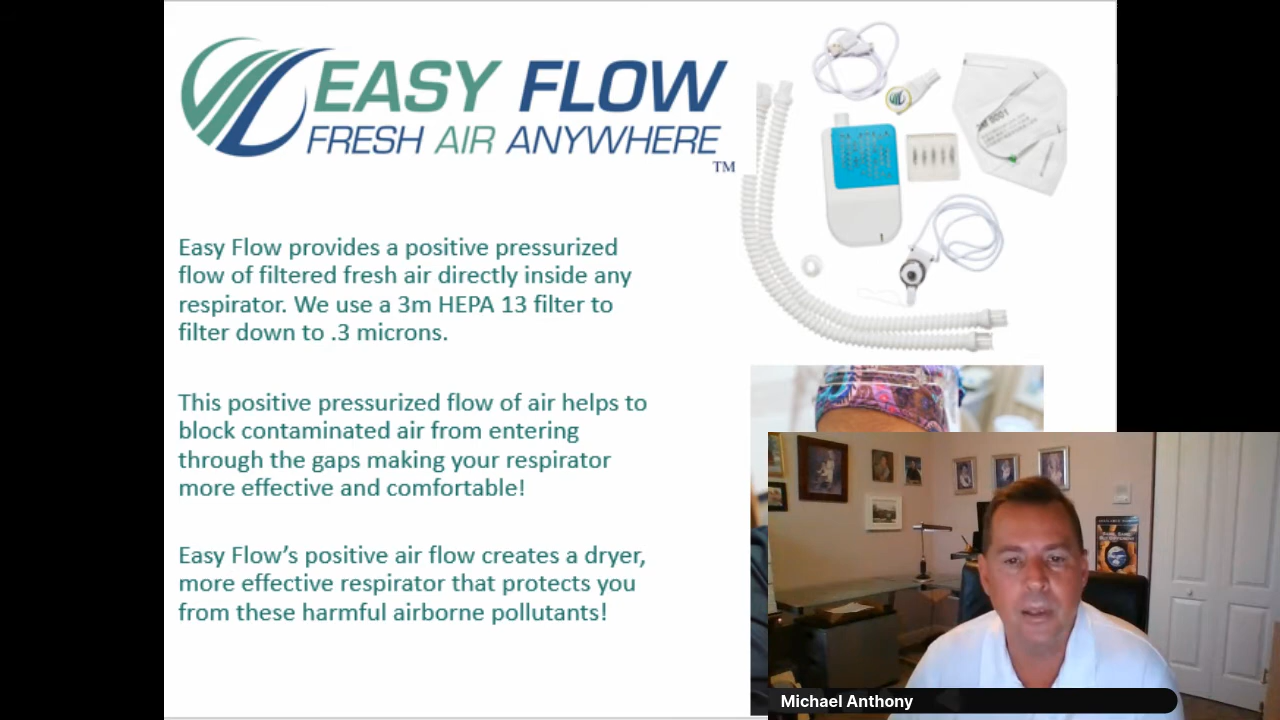 EASY FLOW
FRESH AIR ANYWHERE
TM
Easy Flow provides a positive pressurized
flow of filtered fresh air directly inside any
respirator. We use a 3m HEPA 13 filter to
filter down to .3 microns.
This positive pressurized flow of air helps to
block contaminated air from entering
through the gaps making your respirator
more effective and comfortable!
Easy Flow’s positive air flow creates a dryer,
more effective respirator that protects you
from these harmful airborne pollutants!
Michael Anthony